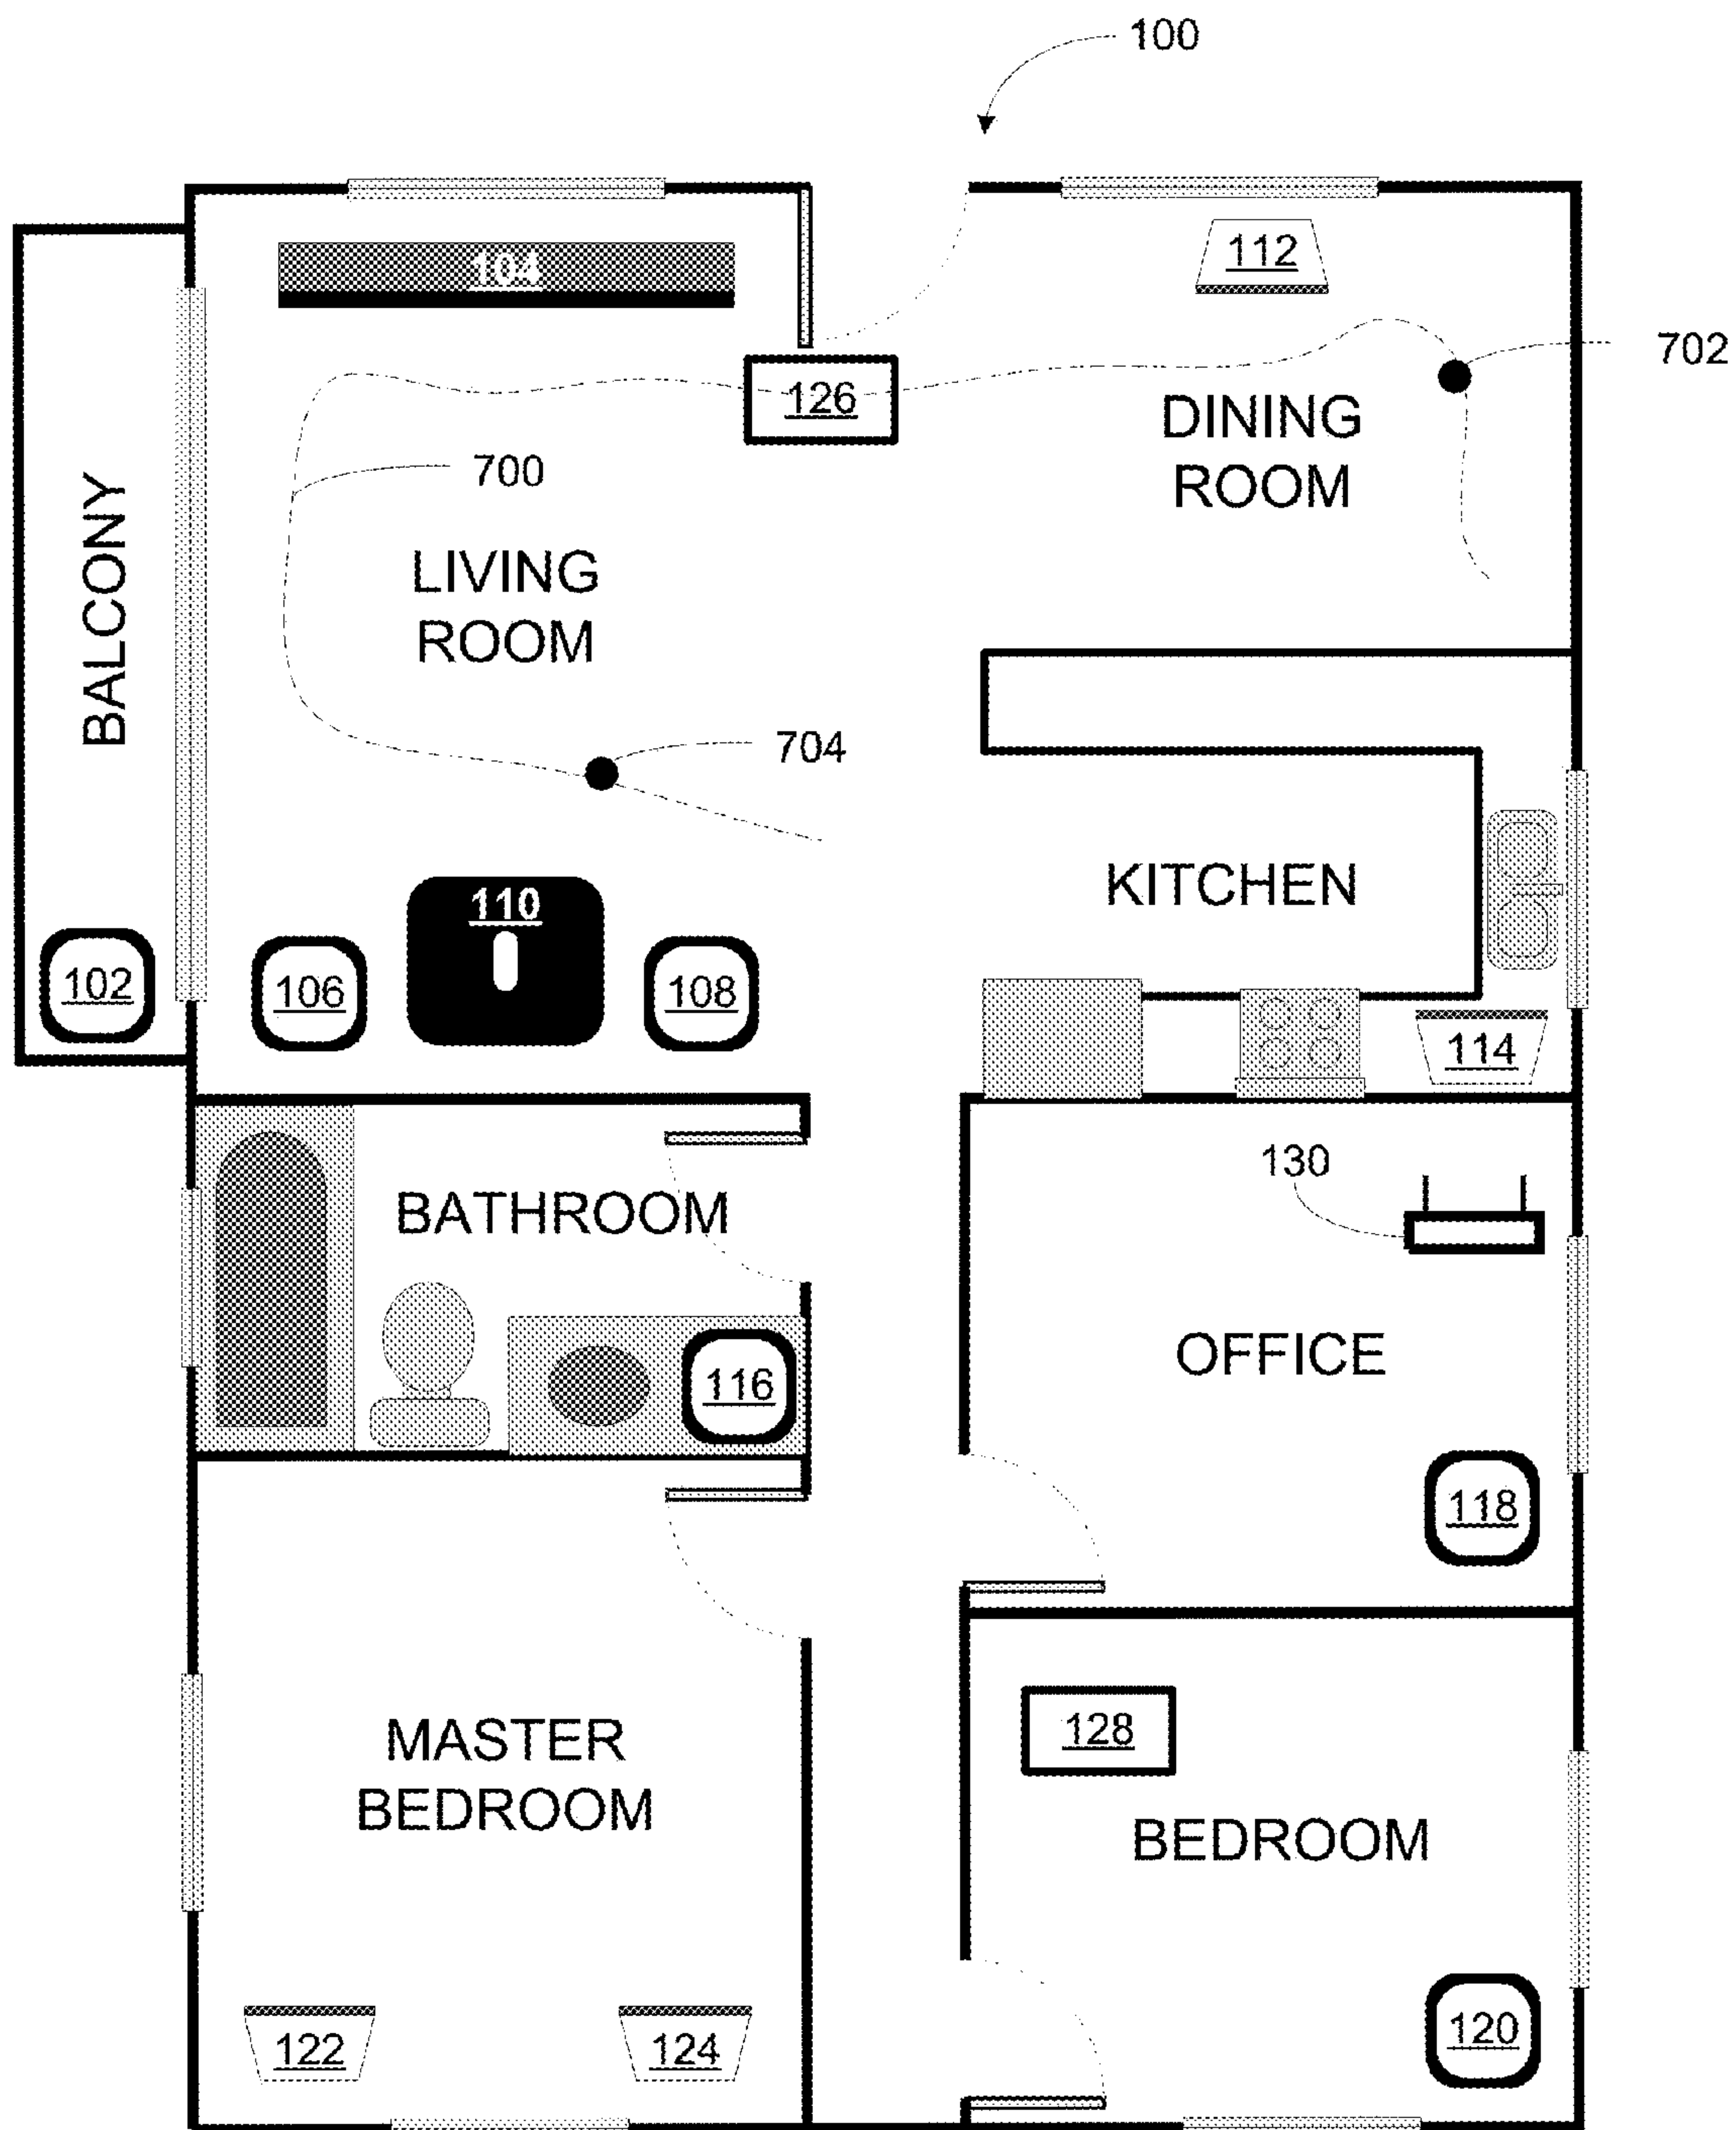 100
104
112
126
702
DINING
ROOM
700
BALCONY
LIVING
ROOM
704
KITCHEN
110
102
106
108
114
130
BATHROOM
OFFICE
116
118
128
MASTER
BEDROOM
BEDROOM
122
124
120